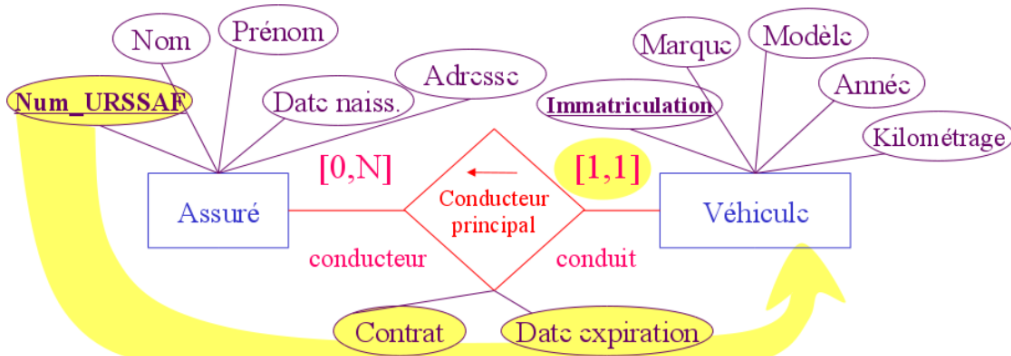 Nom
Prénom
Marque
Modèle
Num_URSSAF
Date naiss.
Adresse
Immatriculation
Année
Kilométrage
[0,N]
[1,1]
Assuré
Conducteur
principal
Véhicule
conducteur
conduit
Contrat
Date expiration